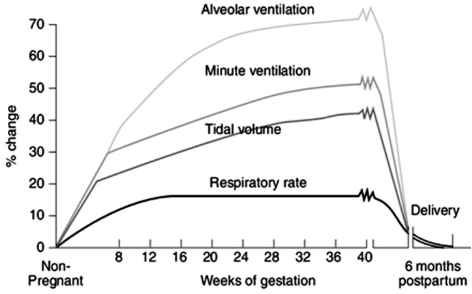 Alveolar ventilation
70
60
Minute ventilation
50
% change
40
Tidal volume
30
20
Respiratory rate
10
Delivery
0
Non-
Pregnant
8 12 16 20 24 28 32 36 40
Weeks of gestation
6 months
postpartum